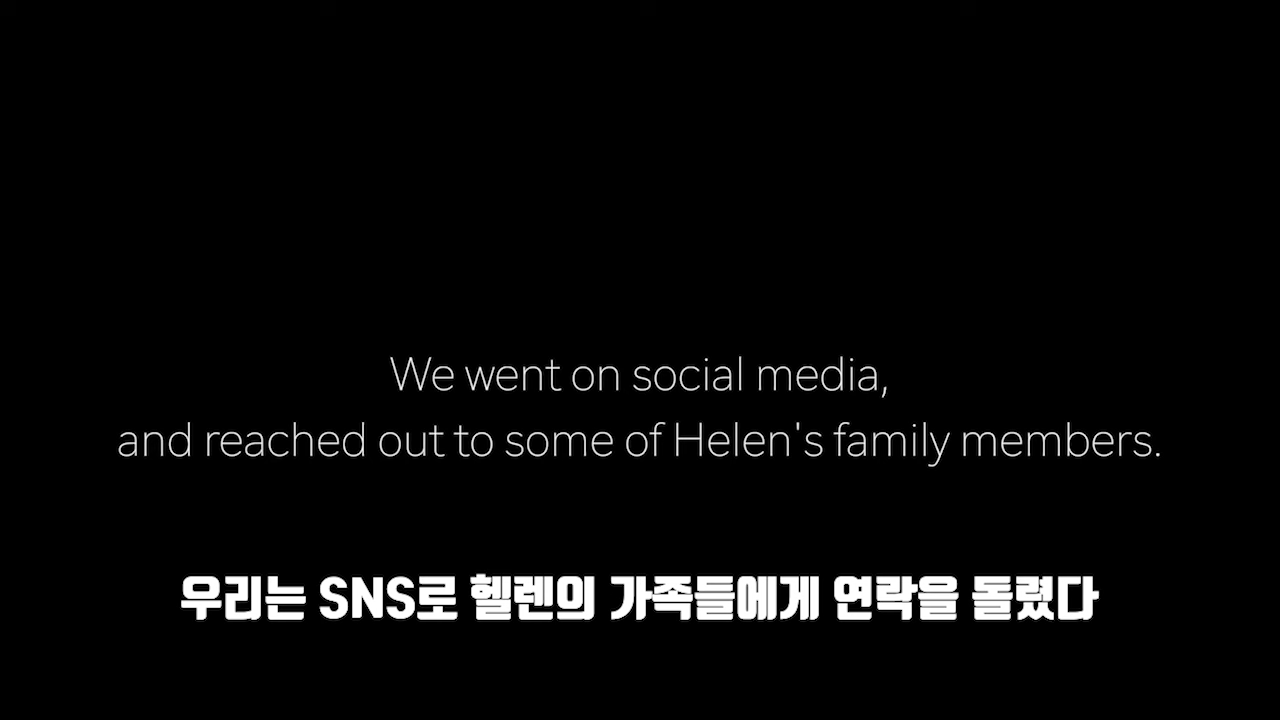 We went on social media,
and reached out to some of Helen's family members.
우리는 SNS로 헬렌의 가족들에게 연락을 돌렸다